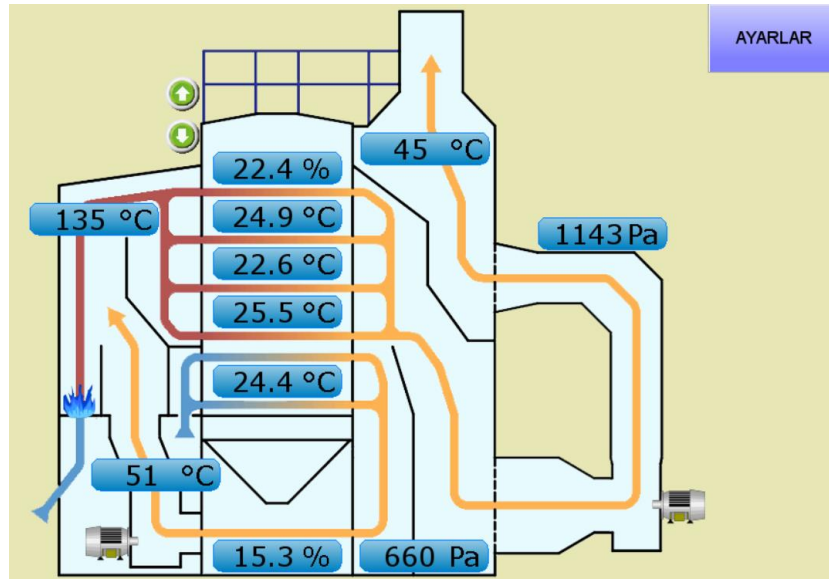 AYARLAR
45 °C
22.4 %
135 °C
24.9 °C
1143 Pa
22.6 °C
25.5 °C
24.4 °C
51 °C
15.3 %
660 Pa